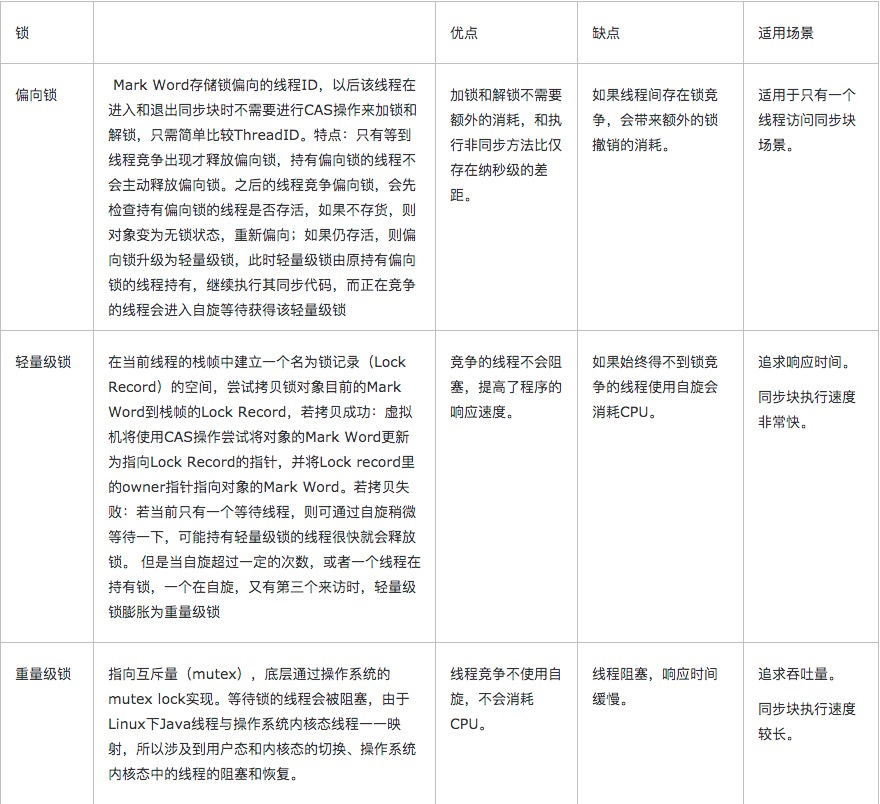 锁
优点
缺点
适用场景
偏向锁
Mark Word存储锁偏向的线程ID，以后该线程在
进入和退出同步块时不需要进行CAS操作来加锁和
解锁，只需简单比较ThreadID。特点：只有等到
线程竞争出现才释放偏向锁，持有偏向锁的线程不
会主动释放偏向锁。之后的线程竞争偏向锁，会先
检查持有偏向锁的线程是否存活，如果不存货，则
对象变为无锁状态，重新偏向；如果仍存活，则偏
向锁升级为轻量级锁，此时轻量级锁由原持有偏向
锁的线程持有，继续执行其同步代码，而正在竞争
的线程会进入自旋等待获得该轻量级锁
加锁和解锁不需要
额外的消耗，和执
行非同步方法比仅
存在纳秒级的差
距。
如果线程间存在锁竞
争，会带来额外的锁
撤销的消耗。
适用于只有一个
线程访问同步块
场景。
轻量级锁
在当前线程的栈帧中建立一个名为锁记录（Lock
Record）的空间，尝试拷贝锁对象目前的Mark
Word到栈帧的Lock Record，若拷贝成功：虚拟
机将使用CAS操作尝试将对象的Mark Word更新
为指向Lock Record的指针，并将Lock record里
的owner指针指向对象的Mark Word。若拷贝失
败：若当前只有一个等待线程，则可通过自旋稍微
等待一下，可能持有轻量级锁的线程很快就会释放
锁。 但是当自旋超过一定的次数，或者一个线程在
持有锁，一个在自旋，又有第三个来访时，轻量级
锁膨胀为重量级锁
竞争的线程不会阻
塞，提高了程序的
响应速度。
如果始终得不到锁竞
争的线程使用自旋会
消耗CPU。
追求响应时间。
同步块执行速度
非常快。
重量级锁
指向互斥量（mutex），底层通过操作系统的
mutex lock实现。等待锁的线程会被阻塞，由于
Linux下Java线程与操作系统内核态线程一一映
射，所以涉及到用户态和内核态的切换、操作系统
内核态中的线程的阻塞和恢复。
线程竞争不使用自
旋，不会消耗
CPU。
线程阻塞，响应时间
缓慢。
追求吞吐量。
同步块执行速度
较长。